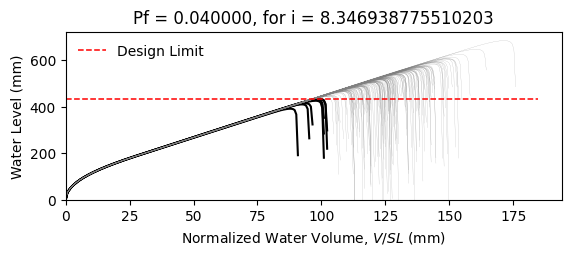 Pf = 0.040000, for i = 8.346938775510203
Design Limit
Water Level (mm)
600
400
200
0
0 25 50 75 100 125 150 175
Normalized Water Volume, V/SL (mm)